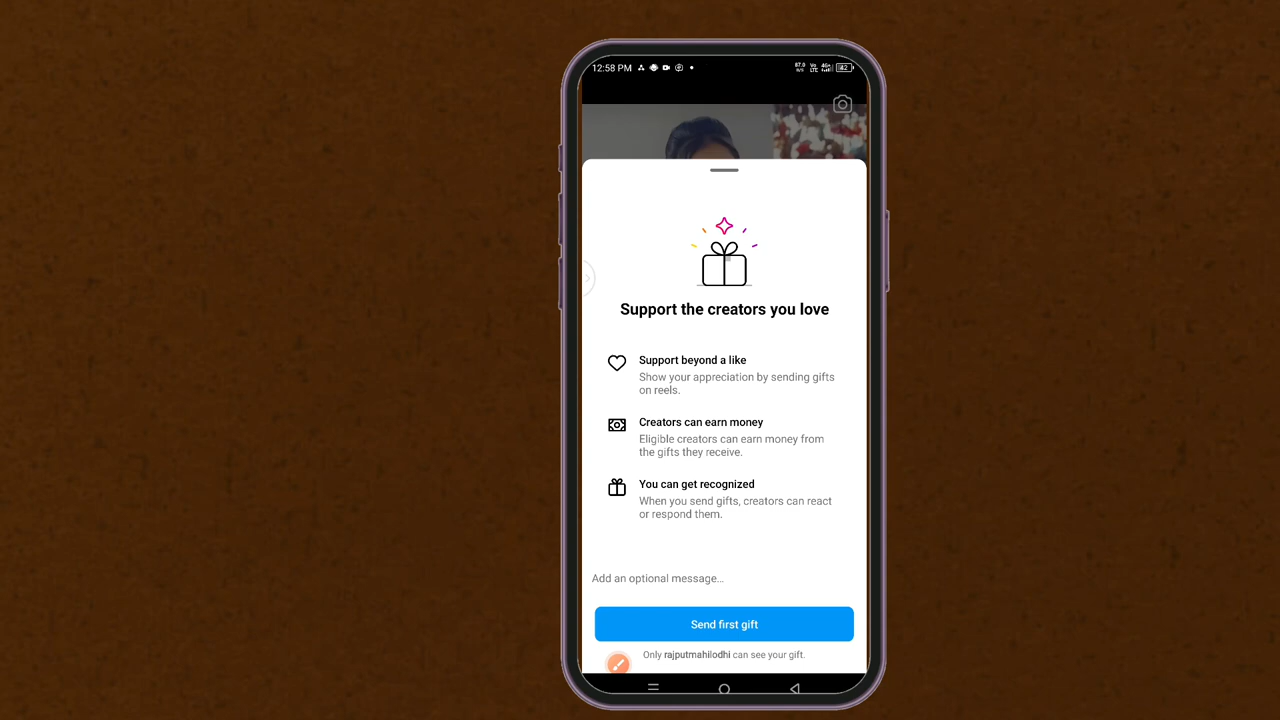 12:58 PM
42
Support the creators you love
Support beyond a like
Show your appreciation by sending gifts
on reels.
Creators can earn money
Eligible creators can earn money from
the gifts they receive.
You can get recognized
When you send gifts, creators can react
or respond them.
Add an optional message...
Send first gift
Only rajputmahilodhi can see your gift.